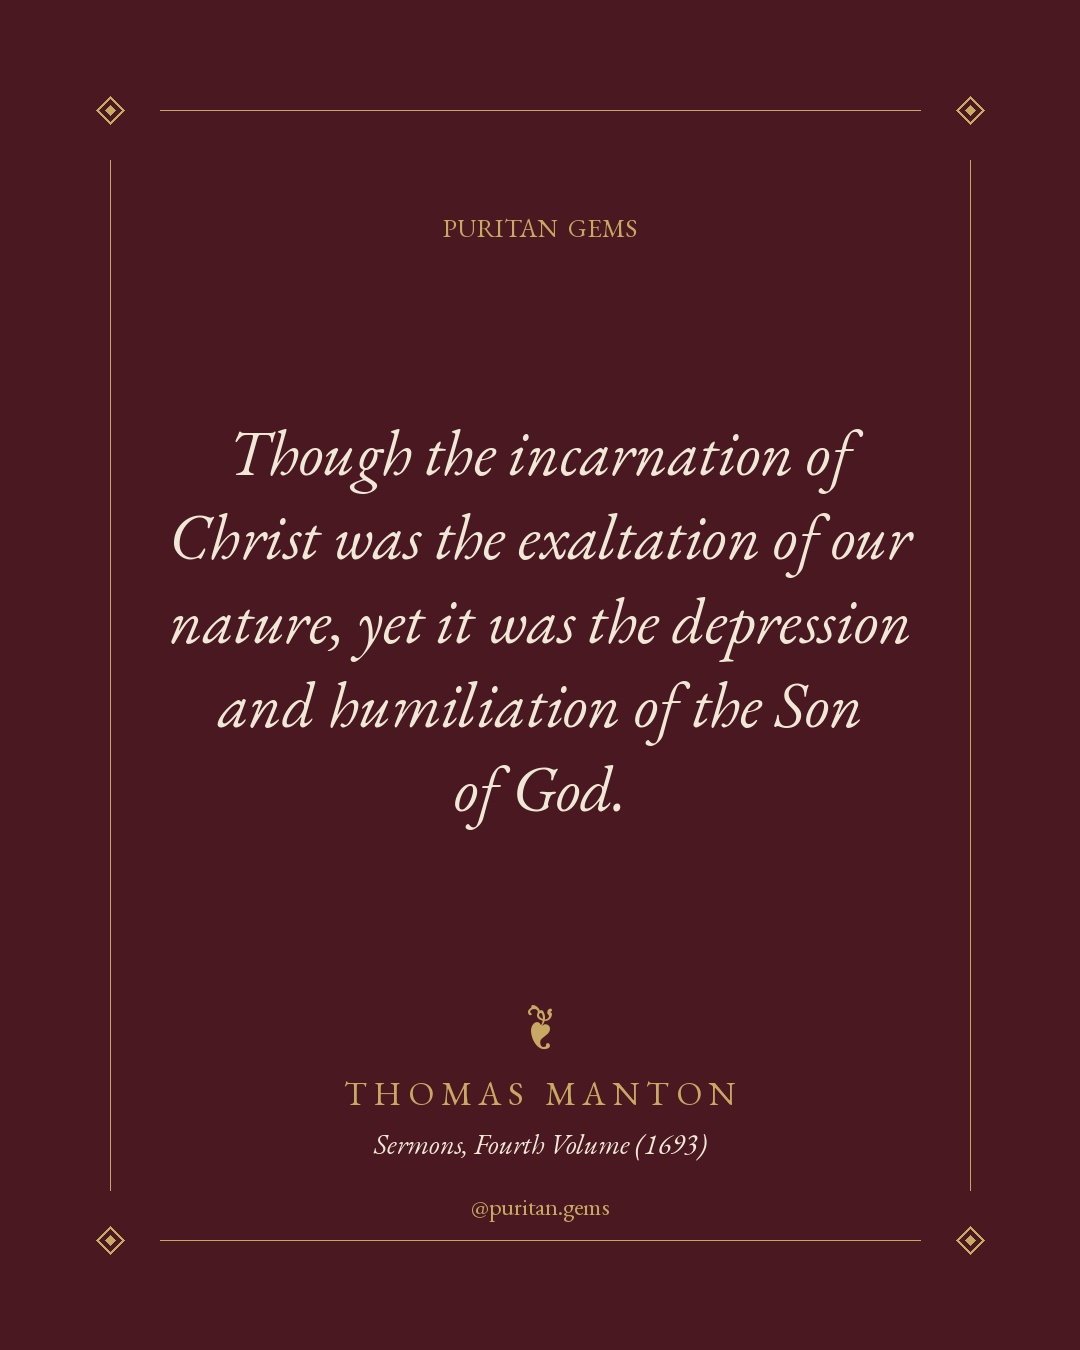 PURITAN GEMS
Though the incarnation of
Christ was the exaltation of our
nature, yet it was the depression
and humiliation of the Son
of God.
THOMAS MANTON
Sermons, Fourth Volume (1693)
@puritan.gems